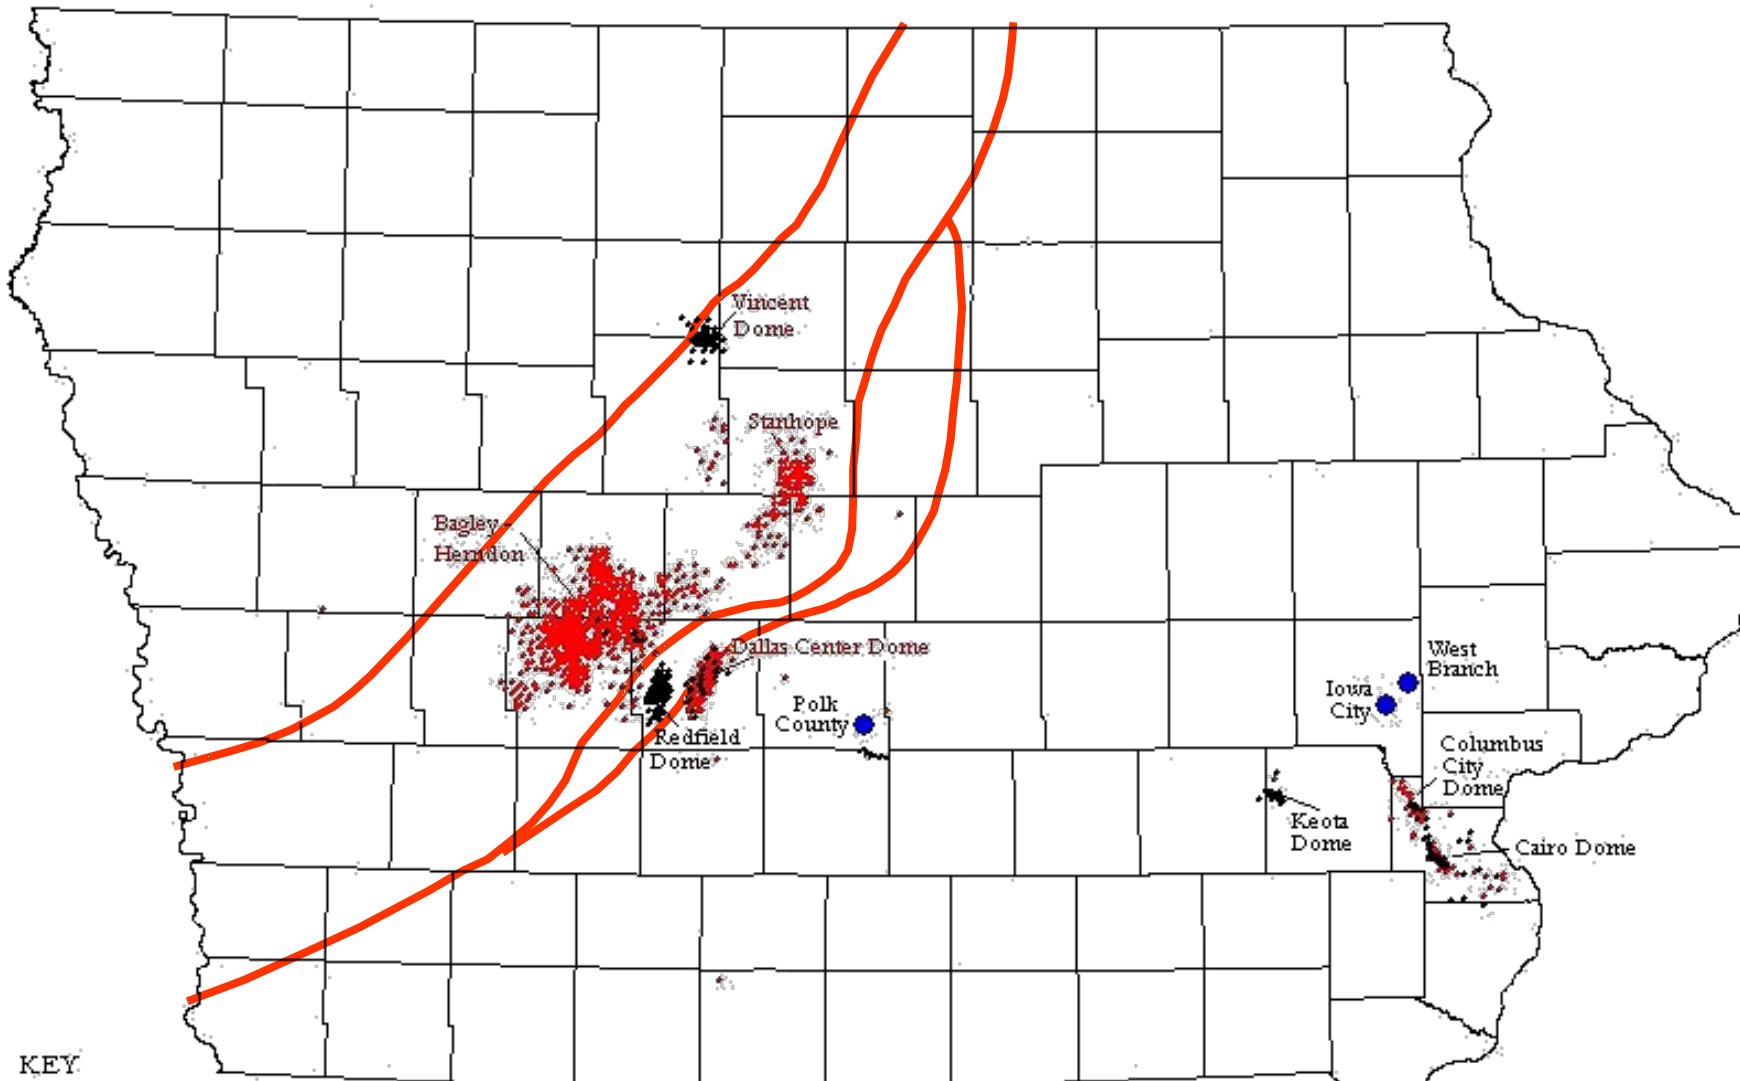 Vincent
Dome
Stanhope
Bagley -
Herndon
Dallas Center Dome
West
Branch
Iowa
City
Polk
County
Redfield
Dome
Columbus
City
Dome
Keota
Dome
Cairo Dome
KEY